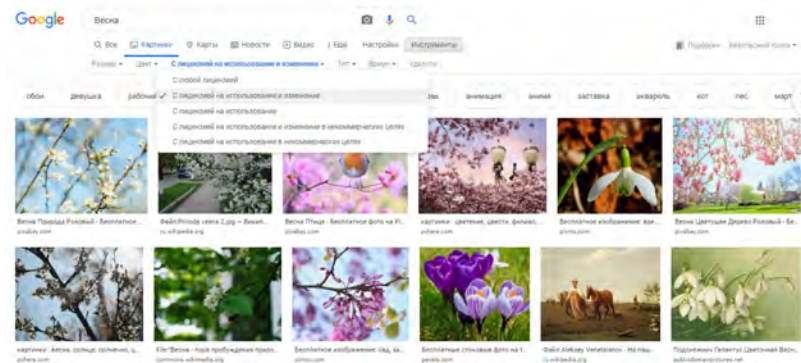 Google Весна
Все Картинки Карты Новости Видео Ещё Настройки Инструменты
Размер Цвет С лицензией на использование и изменение Тип Время Сделать
С любой лицензией
С лицензией на использование и изменение
С лицензией на использование
С лицензией на использование и изменение в некоммерческих целях
С лицензией на использование в некоммерческих целях
обои девушка рабочий анимация аниме заставка акварель кот лес март
Весна Природа Розовый - Бесплатное ...
pixabay.com
Файл:Priroda vesna 2.jpg — Викип...
ru.wikipedia.org
Весна Птица - Бесплатное фото на Pi...
pixabay.com
картинки : цветение, цвести, филиал, ...
pxhere.com
Бесплатное изображение: вре...
pixnio.com
Весна Цветущее Дерево Розовый - Бе...
pixabay.com
картинки : весна, солнце, солнечно, ц...
pxhere.com
File:"Весна - пора пробуждения приро...
commons.wikimedia.org
Бесплатное изображение: сад, за...
pixnio.com
Бесплатные стоковые фото на т...
pexels.com
Файл:Aleksey Venetsianov - На паш...
ru.wikipedia.org
Подснежник Галантус Цветочная Весн...
publicdomainpictures.net